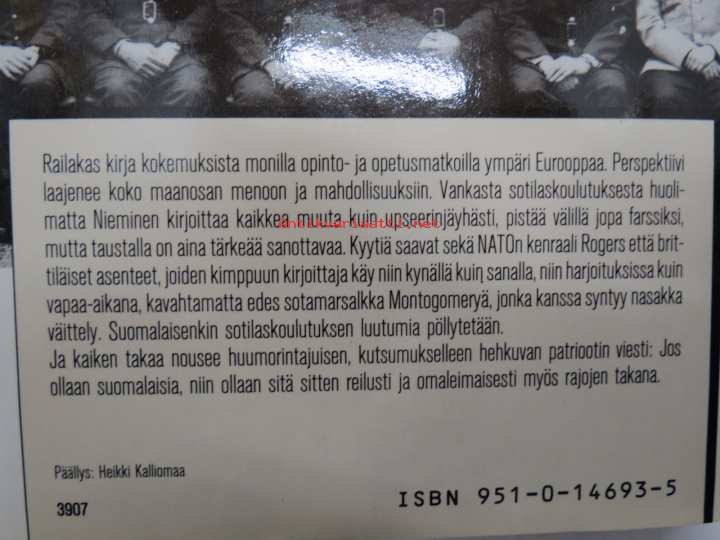 Railakas kirja kokemuksista monilla opinto- ja opetusmatkoilla ympäri Eurooppaa. Perspektiivi
laajenee koko maanosan menoon ja mahdollisuuksiin. Vankasta sotilaskoulutuksesta huoli-
matta Nieminen kirjoittaa kaikkea muuta kuin upseerinjäyhästi, pistää välillä jopa farssiksi,
mutta taustalla on aina tärkeää sanottavaa. Kyytiä saavat sekä NATOn kenraali Rogers että brit-
tiläiset asenteet, joiden kimppuun kirjoittaja käy niin kynällä kuin sanalla, niin harjoituksissa kuin
vapaa-aikana, kavahtamatta edes sotamarsalkka Montogomeryä, jonka kanssa syntyy nasakka
väittely. Suomalaisenkin sotilaskoulutuksen luutumia pöllytetään.
Ja kaiken takaa nousee huumorintajuisen, kutsumukselleen hehkuvan patriootin viesti: Jos
ollaan suomalaisia, niin ollaan sitä sitten reilusti ja omaleimaisesti myös rajojen takana.
Päällys: Heikki Kalliomaa
3907
ISBN 951-0-14693-5